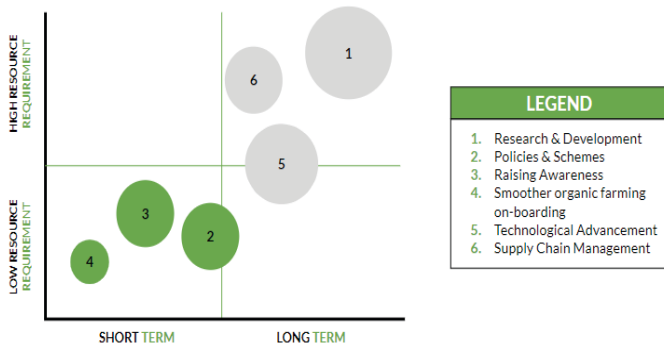 HIGH RESOURCE
REQUIREMENT
LOW RESOURCE
REQUIREMENT
1
6
5
3
2
4
SHORT TERM
LONG TERM
LEGEND
1. Research & Development
2. Policies & Schemes
3. Raising Awareness
4. Smoother organic farming
on-boarding
5. Technological Advancement
6. Supply Chain Management